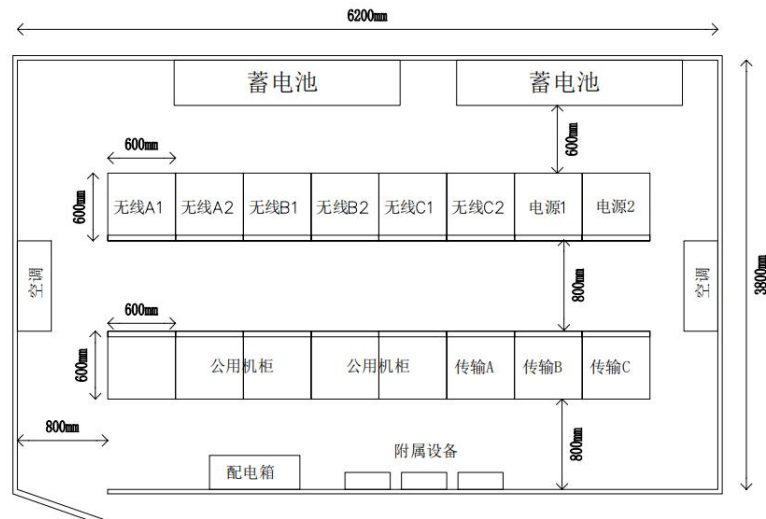 6200mm
蓄电池
蓄电池
600mm
600mm
600mm
无线A1
无线A2
无线B1
无线B2
无线C1
无线C2
电源1
电源2
空调
800mm
空调
3800mm
600mm
600mm
公用机柜
公用机柜
传输A
传输B
传输C
800mm
800mm
附属设备
配电箱